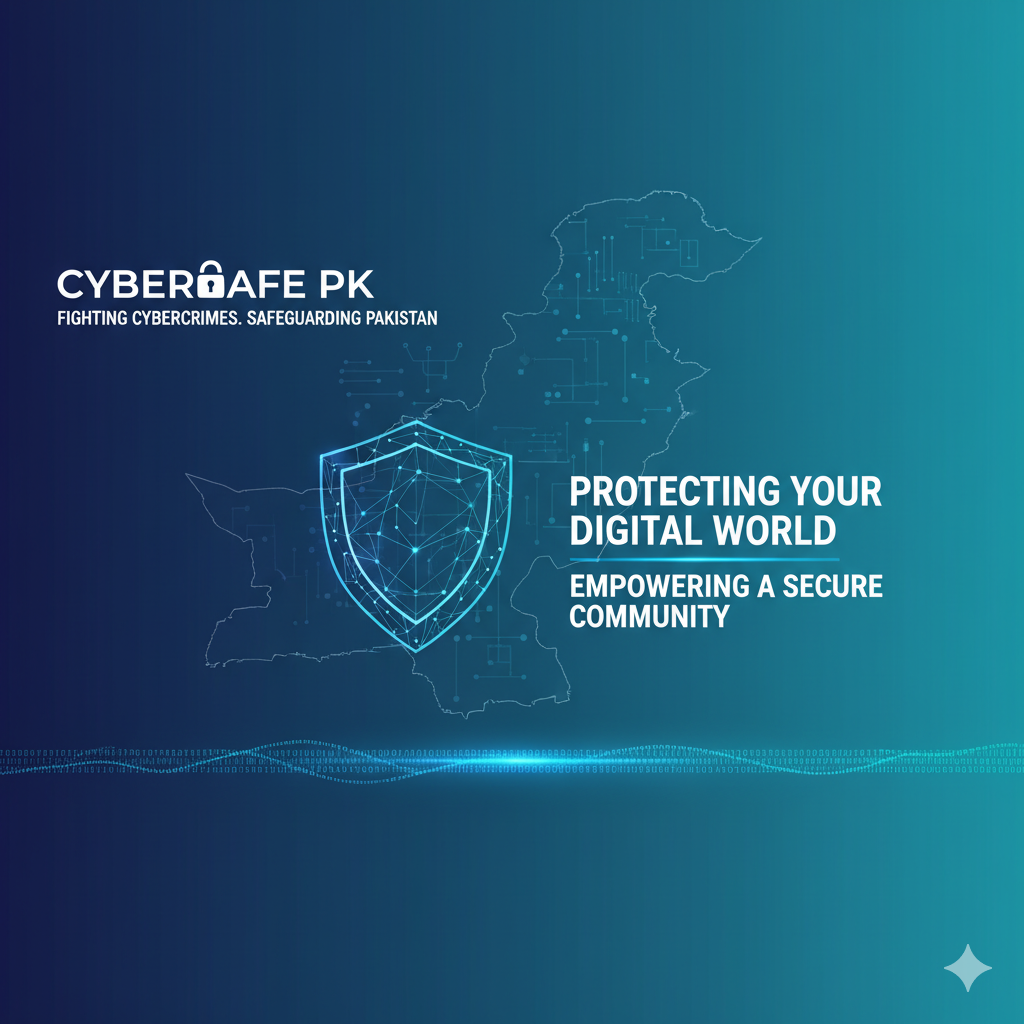 CYBERSAFE PK
FIGHTING CYBERCRIMES. SAFEGUARDING PAKISTAN
PROTECTING YOUR
DIGITAL WORLD
EMPOWERING A SECURE
COMMUNITY